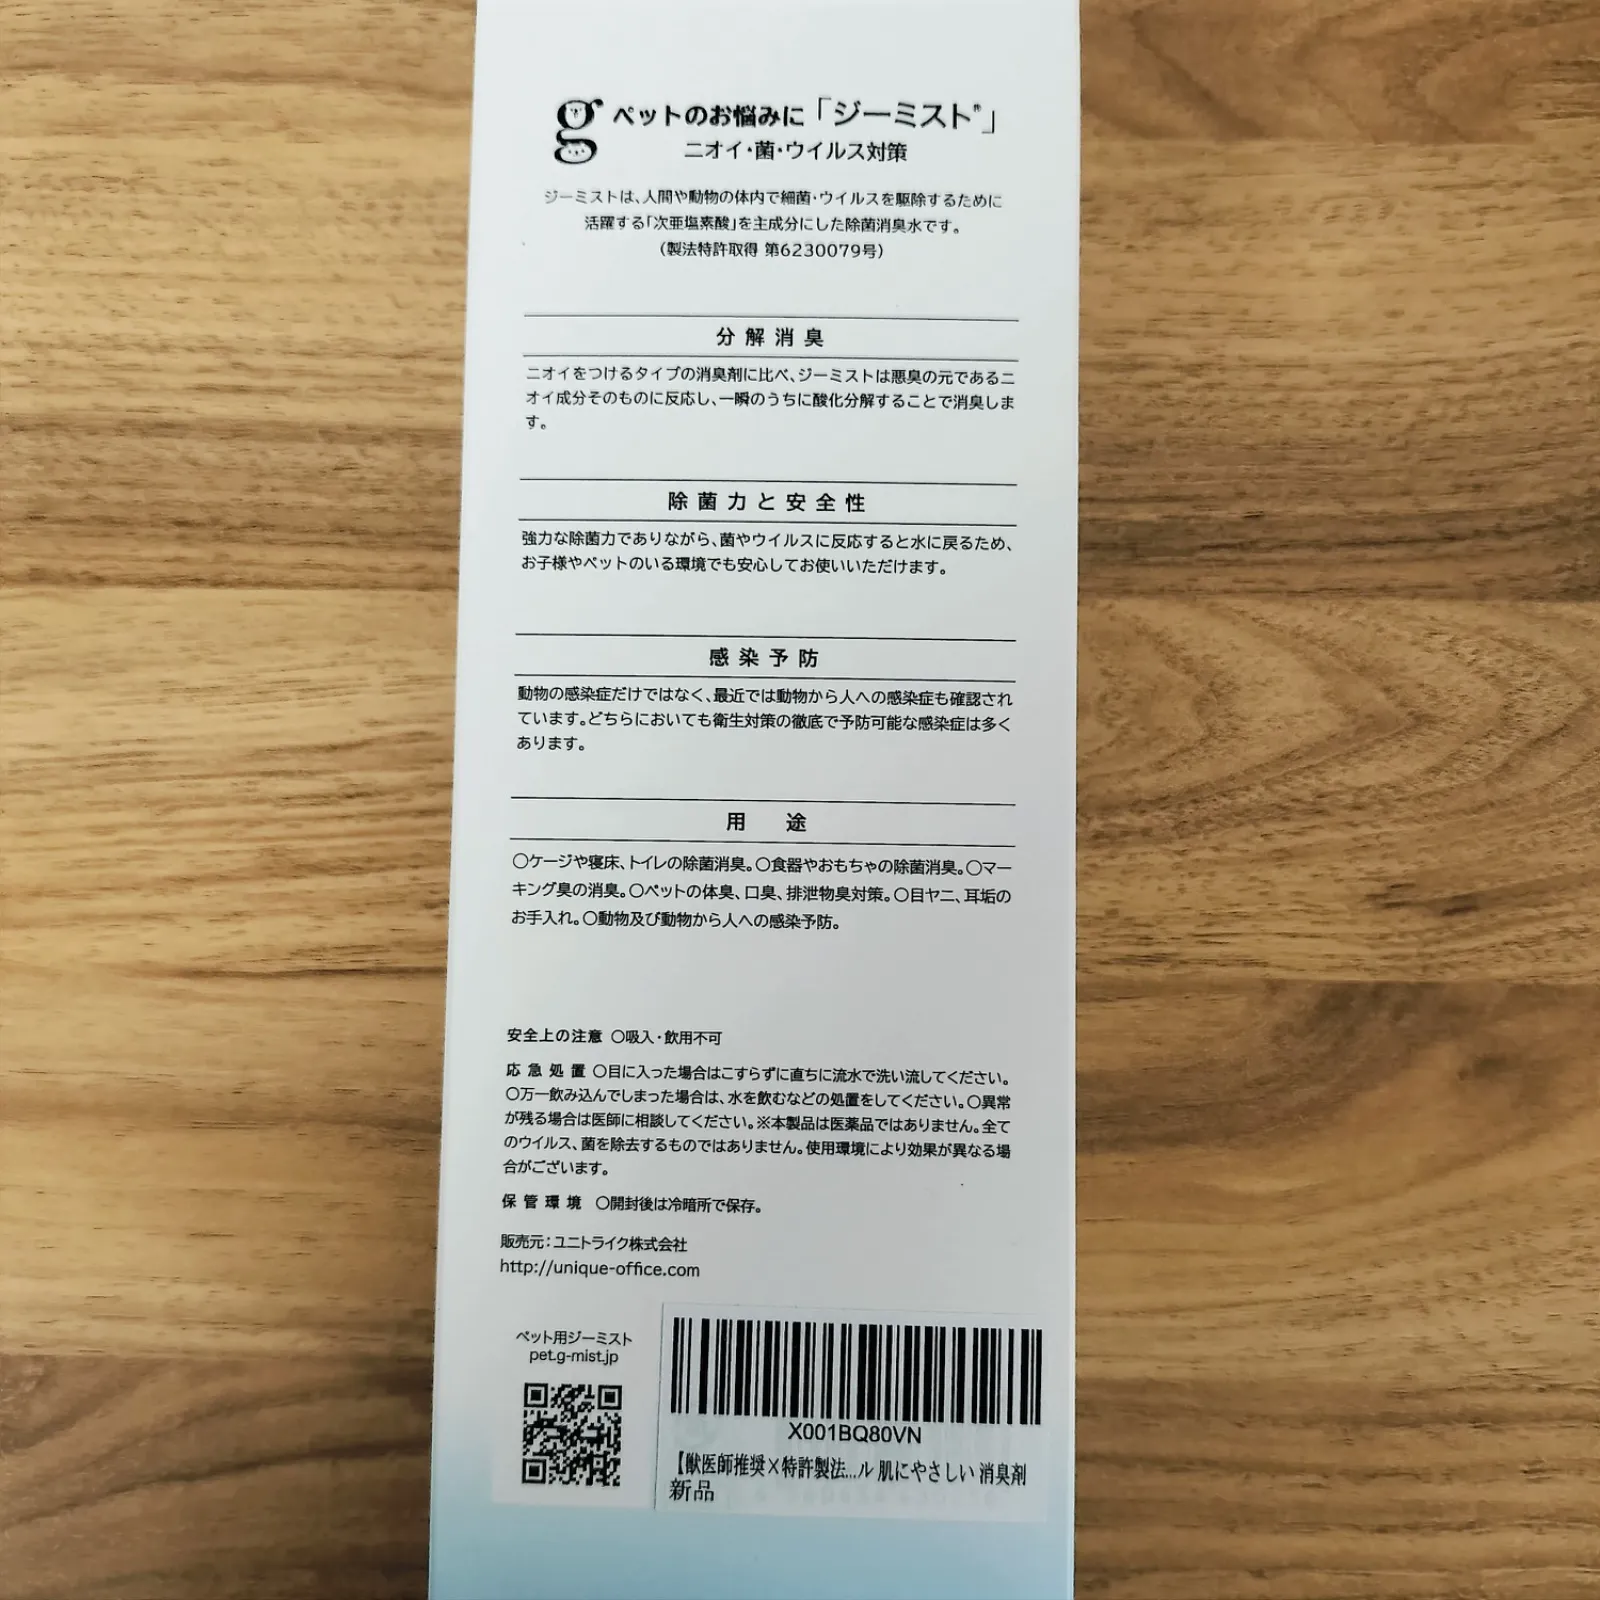 g ペットのお悩みに「ジーミスト®」
ニオイ・菌・ウイルス対策
ジーミストは、人間や動物の体内で細菌・ウイルスを駆除するために
活躍する「次亜塩素酸」を主成分にした除菌消臭水です。
(製法特許取得 第6230079号)
分解消臭
ニオイをつけるタイプの消臭剤に比べ、ジーミストは悪臭の元であるニ
オイ成分そのものに反応し、一瞬のうちに酸化分解することで消臭しま
す。
除菌力と安全性
強力な除菌力でありながら、菌やウイルスに反応すると水に戻るため、
お子様やペットのいる環境でも安心してお使いいただけます。
感染予防
動物の感染症だけではなく、最近では動物から人への感染症も確認され
ています。どちらにおいても衛生対策の徹底で予防可能な感染症は多く
あります。
用 途
○ケージや寝床、トイレの除菌消臭。○食器やおもちゃの除菌消臭。○マー
キング臭の消臭。○ペットの体臭、口臭、排泄物臭対策。○目ヤニ、耳垢の
お手入れ。○動物及び動物から人への感染予防。
安全上の注意 ○吸入・飲用不可
応急処置 ○目に入った場合はこすらずに直ちに流水で洗い流してください。
○万一飲み込んでしまった場合は、水を飲むなどの処置をしてください。○異常
が残る場合は医師に相談してください。※本製品は医薬品ではありません。全て
のウイルス、菌を除去するものではありません。使用環境により効果が異なる場
合がございます。
保管環境 ○開封後は冷暗所で保存。
販売元：ユニトライク株式会社
http://unique-office.com
ペット用ジーミスト
pet.g-mist.jp
X001BQ80VN
【獣医師推奨×特許製法...ル 肌にやさしい 消臭剤
新品